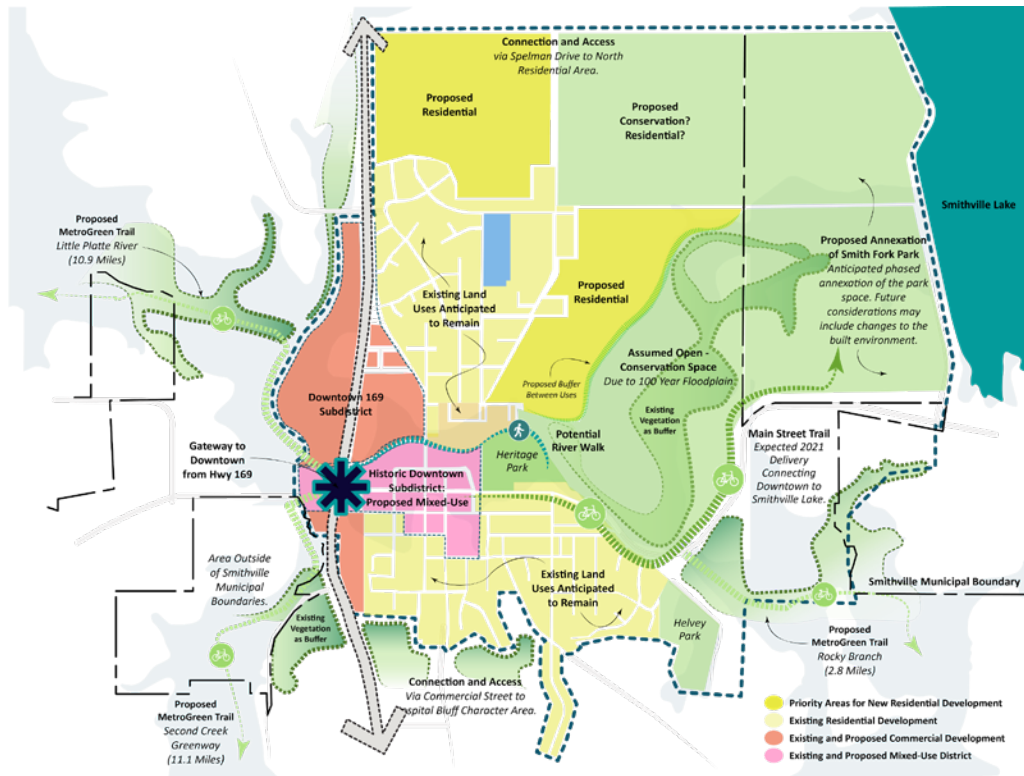 Connection and Access
via Spelman Drive to North
Residential Area.
Proposed
Residential
Proposed
Conservation?
Residential?
Smithville Lake
Proposed
MetroGreen Trail
Little Platte River
(10.9 Miles)
Proposed Annexation
of Smith Fork Park
Anticipated phased
annexation of the park
space. Future
considerations may
include changes to the
built environment.
Existing Land
Uses Anticipated
to Remain
Proposed
Residential
Assumed Open -
Conservation Space
Due to 100 Year Floodplain
Proposed Buffer
Between Uses
Existing
Vegetation
as Buffer
Downtown 169
Subdistrict
Potential
River Walk
Heritage
Park
Main Street Trail
Expected 2021
Delivery
Connecting
Downtown to
Smithville Lake.
Gateway to
Downtown
from Hwy 169
Historic Downtown
Subdistrict:
Proposed Mixed-Use
Area Outside
of Smithville
Municipal
Boundaries.
Existing Land
Uses Anticipated
to Remain
Smithville Municipal Boundary
Existing
Vegetation
as Buffer
Helvey
Park
Proposed
MetroGreen Trail
Rocky Branch
(2.8 Miles)
Connection and Access
Via Commercial Street to
ospital Bluff Character Area.
Proposed
MetroGreen Trail
Second Creek
Greenway
(11.1 Miles)
Priority Areas for New Residential Development
Existing Residential Development
Existing and Proposed Commercial Development
Existing and Proposed Mixed-Use District